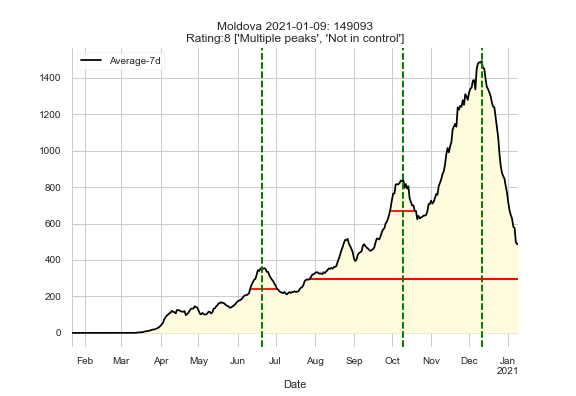 Moldova 2021-01-09: 149093
Rating:8 ['Multiple peaks', 'Not in control']
Average-7d
1400
1200
1000
800
600
400
200
0
Feb Mar Apr May Jun Jul Aug Sep Oct Nov Dec Jan
2021
Date